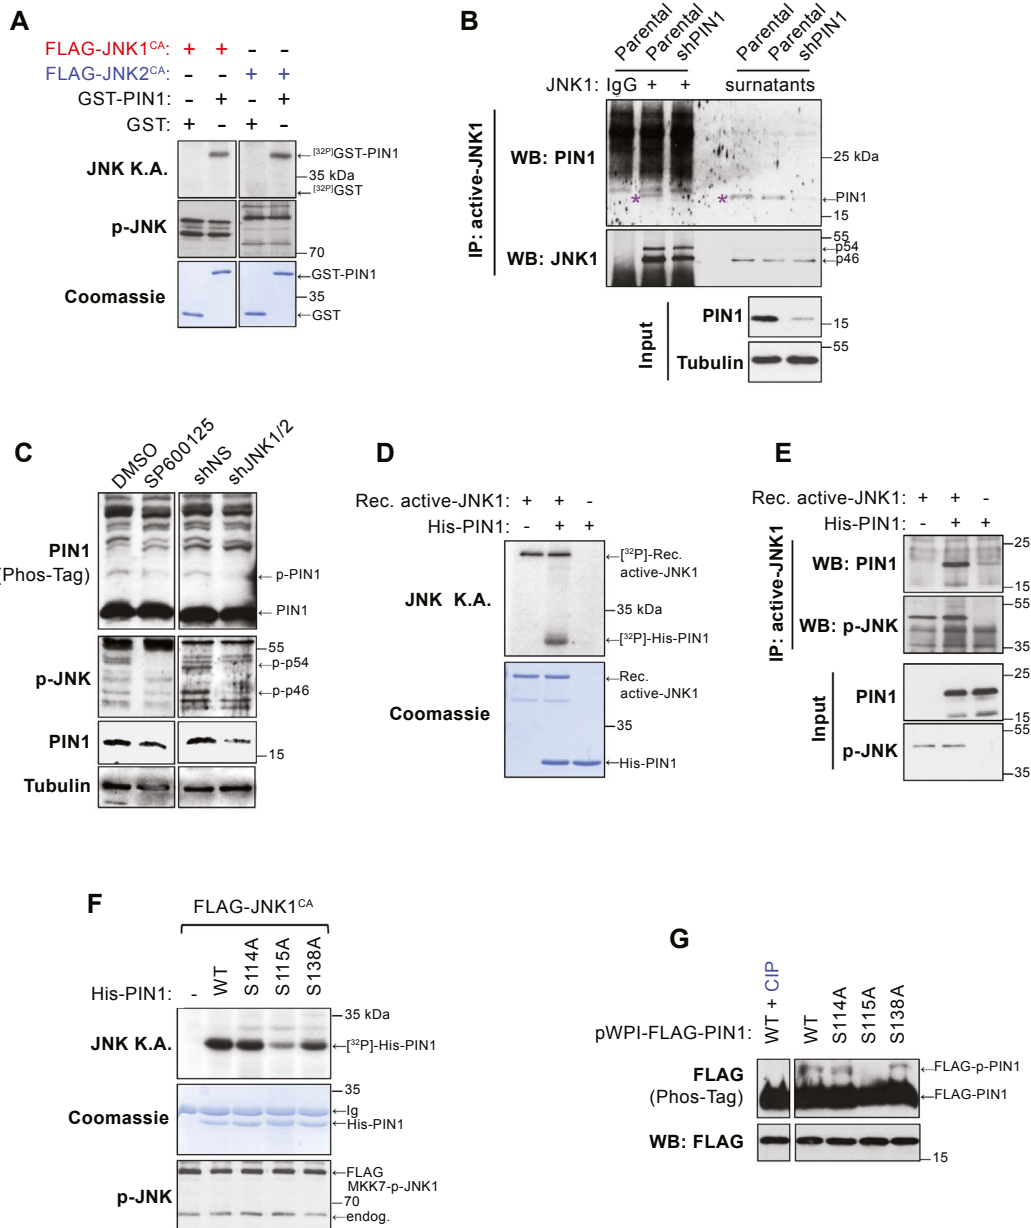 A
FLAG-JNK1CA: + + - -
FLAG-JNK2CA: - - + +
GST-PIN1: - + - +
GST: + - + -
JNK K.A.
←[32P]GST-PIN1
35 kDa
←[32P]GST
p-JNK
70
Coomassie
←GST-PIN1
35
←GST
B
Parental Parental shPIN1 Parental Parental shPIN1
JNK1: IgG + + surnatants
IP: active-JNK1
WB: PIN1
25 kDa
* *
←PIN1
15
WB: JNK1
55
←p54
←p46
Input
PIN1
15
Tubulin
55
C
DMSO SP600125 shNS shJNK1/2
PIN1
(Phos-Tag)
←p-PIN1
←PIN1
p-JNK
55
←p-p54
←p-p46
PIN1
15
Tubulin
D
Rec. active-JNK1: + + -
His-PIN1: - + +
JNK K.A.
←[32P]-Rec.
active-JNK1
35 kDa
←[32P]-His-PIN1
Coomassie
←Rec.
active-JNK1
35
←His-PIN1
E
Rec. active-JNK1: + + -
His-PIN1: - + +
IP: active-JNK1
WB: PIN1
25
15
WB: p-JNK
55
35
Input
PIN1
25
15
p-JNK
55
35
F
FLAG-JNK1CA
His-PIN1: - WT S114A S115A S138A
JNK K.A.
35 kDa
←[32P]-His-PIN1
Coomassie
35
←Ig
←His-PIN1
p-JNK
←FLAG
MKK7-p-JNK1
70
←endog.
G
pWPI-FLAG-PIN1: WT + CIP WT S114A S115A S138A
FLAG
(Phos-Tag)
←FLAG-p-PIN1
←FLAG-PIN1
WB: FLAG
15